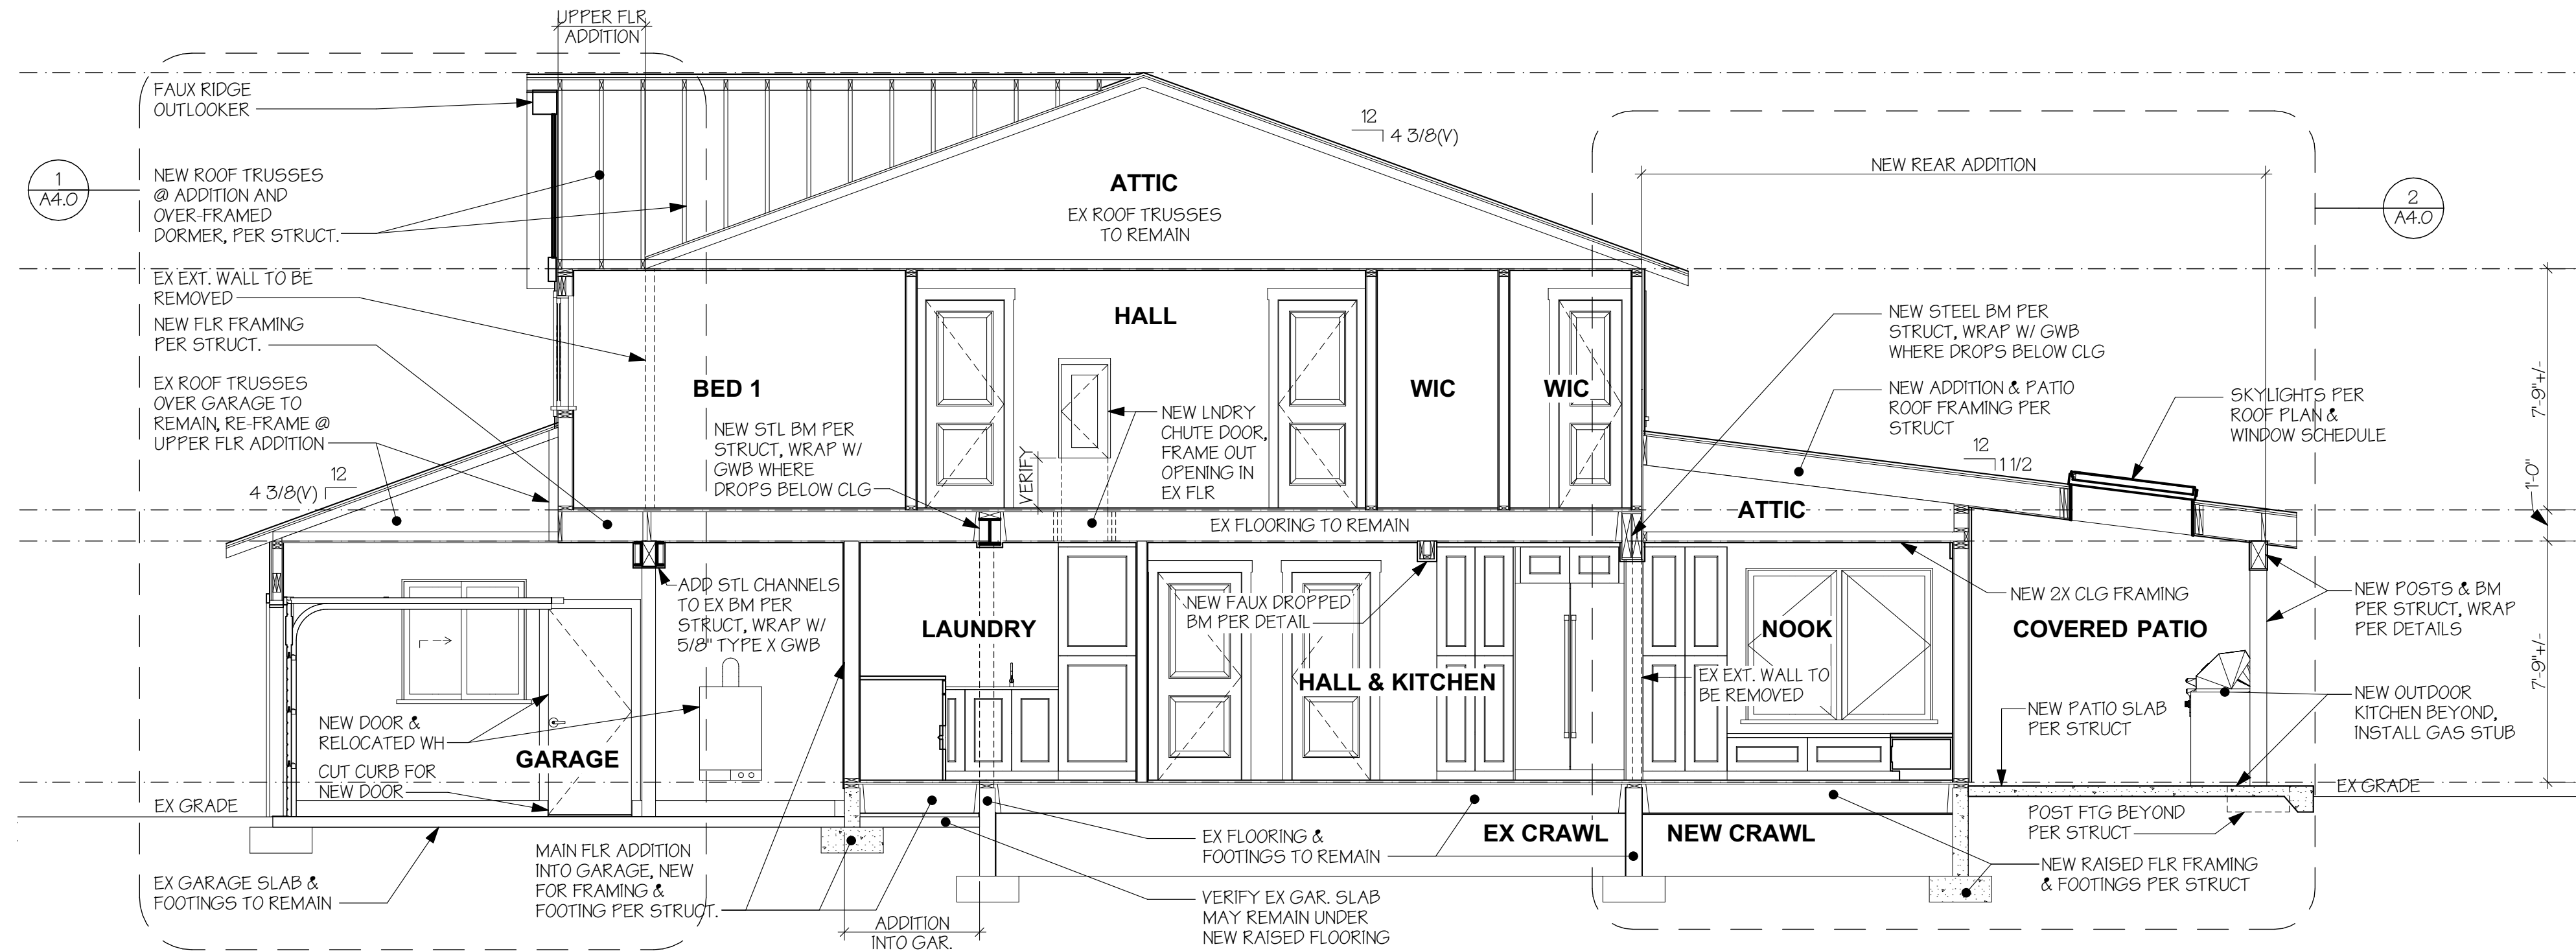 UPPER FLR
ADDITION
FAUX RIDGE
OUTLOOKER
1
A4.0
NEW ROOF TRUSSES
@ ADDITION AND
OVER-FRAMED
DORMER, PER STRUCT.
EX EXT. WALL TO BE
REMOVED
NEW FLR FRAMING
PER STRUCT.
EX ROOF TRUSSES
OVER GARAGE TO
REMAIN, RE-FRAME @
UPPER FLR ADDITION
12
4 3/8(V)
ATTIC
EX ROOF TRUSSES
TO REMAIN
12
4 3/8(V)
NEW REAR ADDITION
2
A4.0
BED 1
HALL
WIC
WIC
NEW STL BM PER
STRUCT, WRAP W/
GWB WHERE
DROPS BELOW CLG
VERIFY
NEW LNDRY
CHUTE DOOR,
FRAME OUT
OPENING IN
EX FLR
EX FLOORING TO REMAIN
NEW STEEL BM PER
STRUCT, WRAP W/ GWB
WHERE DROPS BELOW CLG
NEW ADDITION & PATIO
ROOF FRAMING PER
STRUCT
12
1 1/2
SKYLIGHTS PER
ROOF PLAN &
WINDOW SCHEDULE
7'-9"+/-
1'-0"
7'-9"+/-
ATTIC
ADD STL CHANNELS
TO EX BM PER
STRUCT, WRAP W/
5/8" TYPE X GWB
LAUNDRY
NEW FAUX DROPPED
BM PER DETAIL
HALL & KITCHEN
EX EXT. WALL TO
BE REMOVED
NOOK
NEW 2X CLG FRAMING
COVERED PATIO
NEW POSTS & BM
PER STRUCT, WRAP
PER DETAILS
NEW OUTDOOR
KITCHEN BEYOND,
INSTALL GAS STUB
NEW PATIO SLAB
PER STRUCT
NEW DOOR &
RELOCATED WH
GARAGE
CUT CURB FOR
NEW DOOR
EX GRADE
EX GRADE
EX GARAGE SLAB &
FOOTINGS TO REMAIN
MAIN FLR ADDITION
INTO GARAGE, NEW
FOR FRAMING &
FOOTING PER STRUCT.
ADDITION
INTO GAR.
EX FLOORING &
FOOTINGS TO REMAIN
VERIFY EX GAR. SLAB
MAY REMAIN UNDER
NEW RAISED FLOORING
EX CRAWL
NEW CRAWL
POST FTG BEYOND
PER STRUCT
NEW RAISED FLR FRAMING
& FOOTINGS PER STRUCT